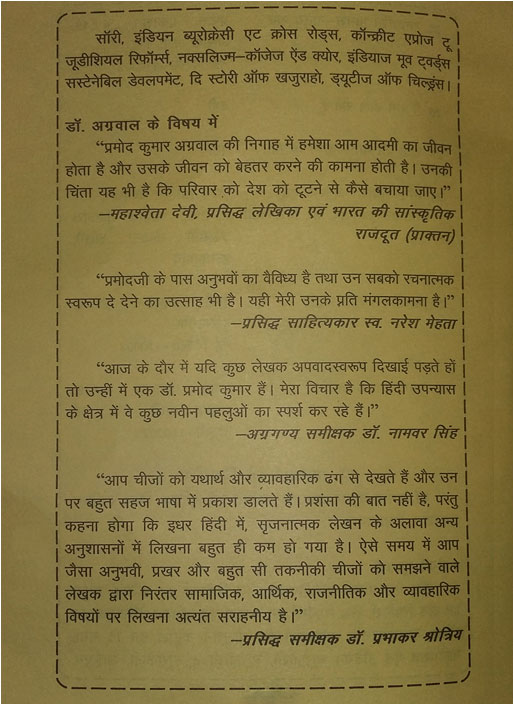 सॉरी, इंडियन ब्यूरोक्रेसी एट क्रोस रोड्स, कॉन्क्रीट एप्रोज टू
जूडीशियल रिफॉर्म्स, नक्सलिज्म–कॉजेज ऐंड क्योर, इंडियाज मूव ट्वर्ड्स
सस्टेनेबिल डेवलपमेंट, दि स्टोरी ऑफ खजुराहो, ड्यूटीज ऑफ चिल्ड्रंस।
डॉ. अग्रवाल के विषय में
“प्रमोद कुमार अग्रवाल की निगाह में हमेशा आम आदमी का जीवन
होता है और उसके जीवन को बेहतर करने की कामना होती है। उनकी
चिंता यह भी है कि परिवार को देश को टूटने से कैसे बचाया जाए।”
–महाश्वेता देवी, प्रसिद्ध लेखिका एवं भारत की सांस्कृतिक
राजदूत (प्राक्तन)
“प्रमोदजी के पास अनुभवों का वैविध्य है तथा उन सबको रचनात्मक
स्वरूप दे देने का उत्साह भी है। यही मेरी उनके प्रति मंगलकामना है।”
–प्रसिद्ध साहित्यकार स्व. नरेश मेहता
“आज के दौर में यदि कुछ लेखक अपवादस्वरूप दिखाई पड़ते हों
तो उन्हीं में एक डॉ. प्रमोद कुमार हैं। मेरा विचार है कि हिंदी उपन्यास
के क्षेत्र में वे कुछ नवीन पहलुओं का स्पर्श कर रहे हैं।”
–अग्रगण्य समीक्षक डॉ. नामवर सिंह
“आप चीजों को यथार्थ और व्यावहारिक ढंग से देखते हैं और उन
पर बहुत सहज भाषा में प्रकाश डालते हैं। प्रशंसा की बात नहीं है, परंतु
कहना होगा कि इधर हिंदी में, सृजनात्मक लेखन के अलावा अन्य
अनुशासनों में लिखना बहुत ही कम हो गया है। ऐसे समय में आप
जैसा अनुभवी, प्रखर और बहुत सी तकनीकी चीजों को समझने वाले
लेखक द्वारा निरंतर सामाजिक, आर्थिक, राजनीतिक और व्यावहारिक
विषयों पर लिखना अत्यंत सराहनीय है।”
–प्रसिद्ध समीक्षक डॉ. प्रभाकर श्रोत्रिय